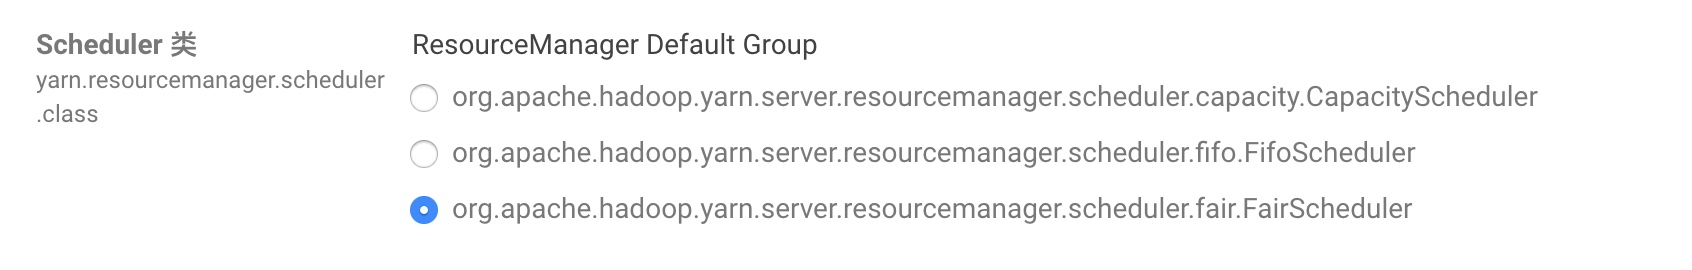 Scheduler 类
yarn.resourcemanager.scheduler
.class
ResourceManager Default Group
org.apache.hadoop.yarn.server.resourcemanager.scheduler.capacity.CapacityScheduler
org.apache.hadoop.yarn.server.resourcemanager.scheduler.fifo.FifoScheduler
org.apache.hadoop.yarn.server.resourcemanager.scheduler.fair.FairScheduler